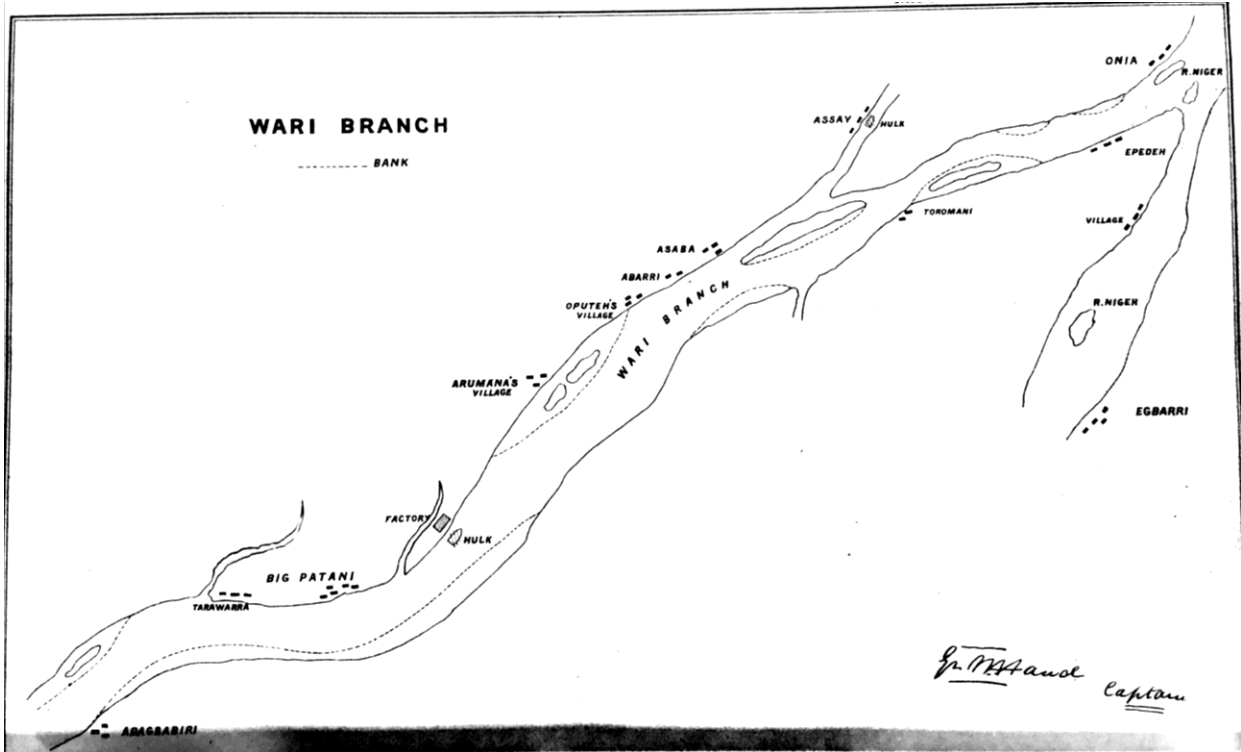 ONIA
R. NIGER
WARI BRANCH
ASSAY
HULK
BANK
EPEDEH
TOROMANI
VILLAGE
ASABA
ABARRI
OPUTEH'S
VILLAGE
WARI BRANCH
R. NIGER
ARUMANA'S
VILLAGE
EGBARRI
FACTORY
HULK
BIG PATANI
TARAWARRA
Captain